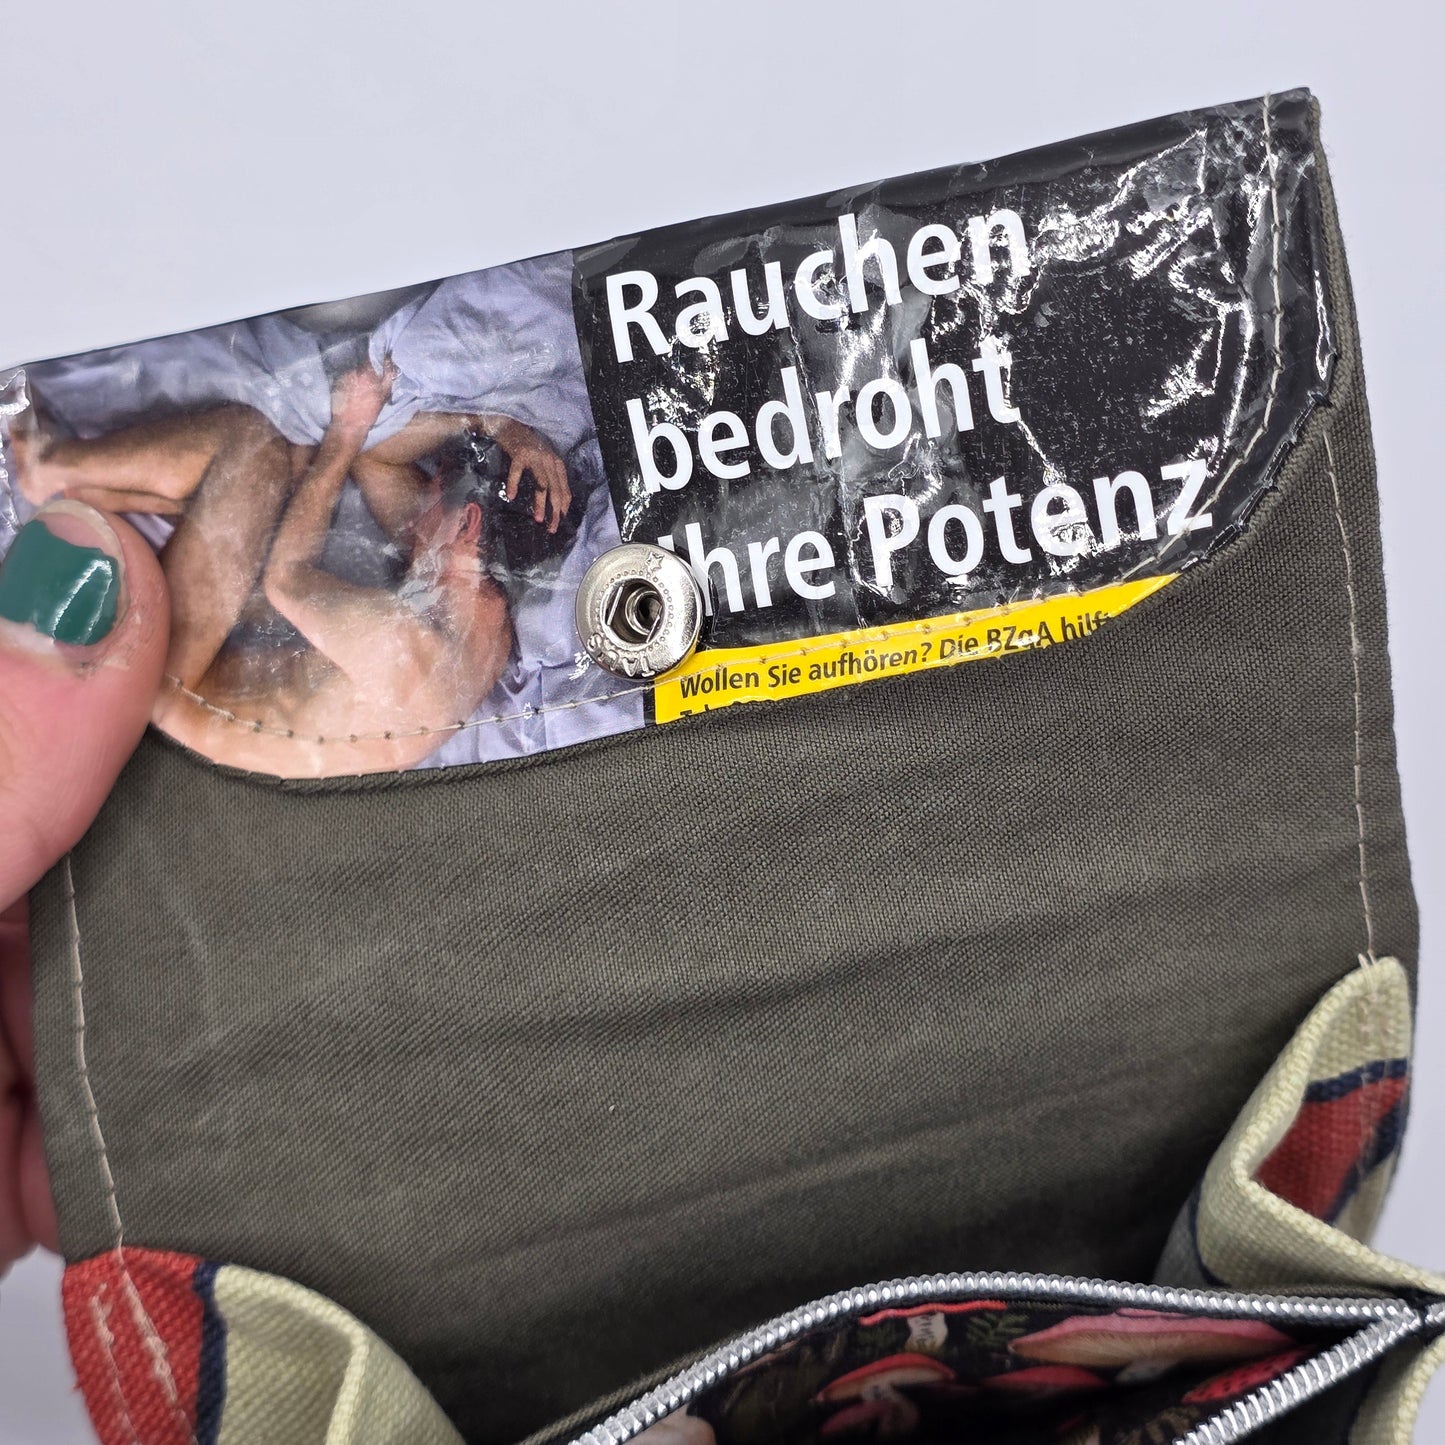 Rauchen
bedroht
Ihre Potenz
Wollen Sie aufhören? Die BZgA hilft